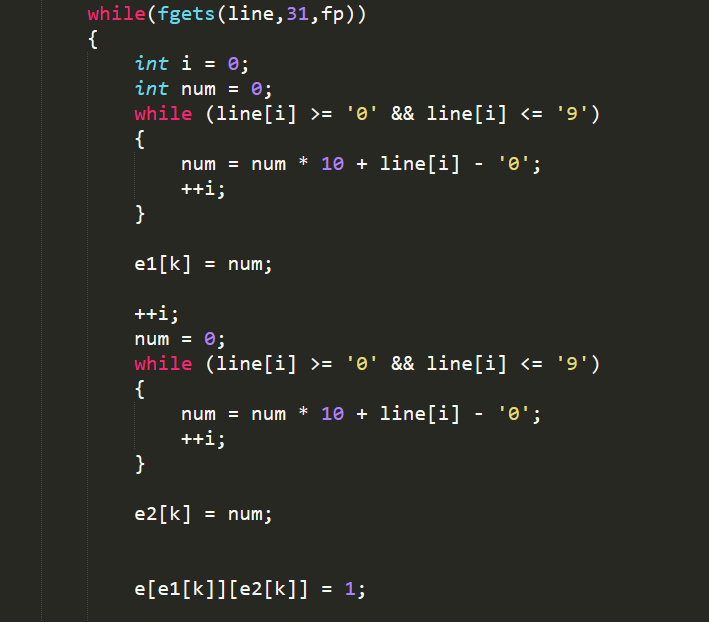 while(fgets(line,31,fp))
{
int i = 0;
int num = 0;
while (line[i] >= '0' && line[i] <= '9')
{
num = num * 10 + line[i] - '0';
++i;
}
e1[k] = num;
++i;
num = 0;
while (line[i] >= '0' && line[i] <= '9')
{
num = num * 10 + line[i] - '0';
++i;
}
e2[k] = num;
e[e1[k]][e2[k]] = 1;